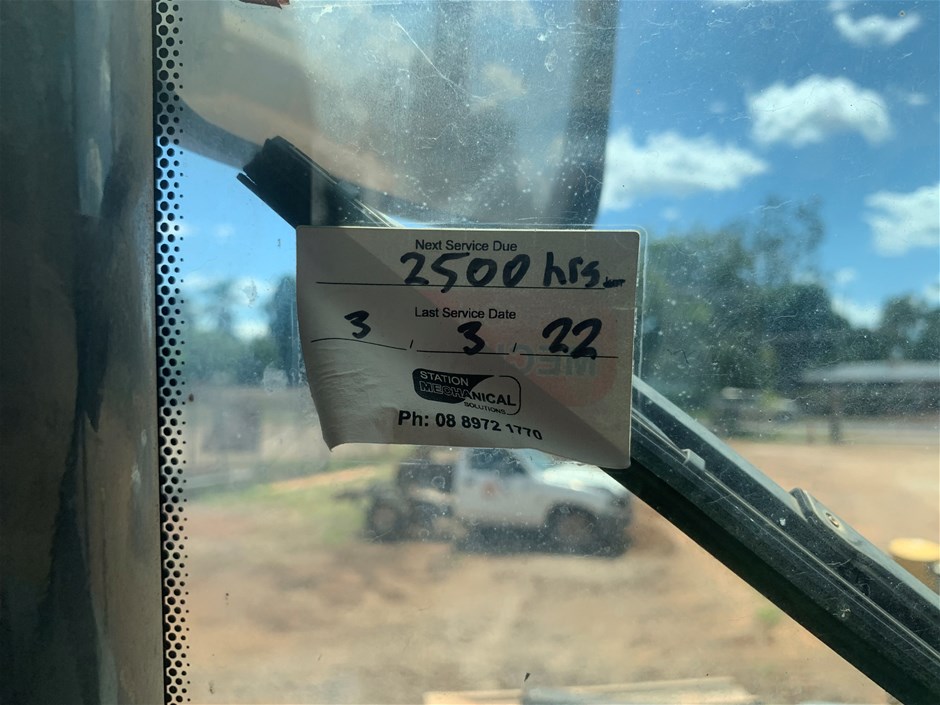 Next Service Due
2500 hrs
Last Service Date
3 / 3 / 22
STATION
MECHANICAL
SOLUTIONS
Ph: 08 8972 1770